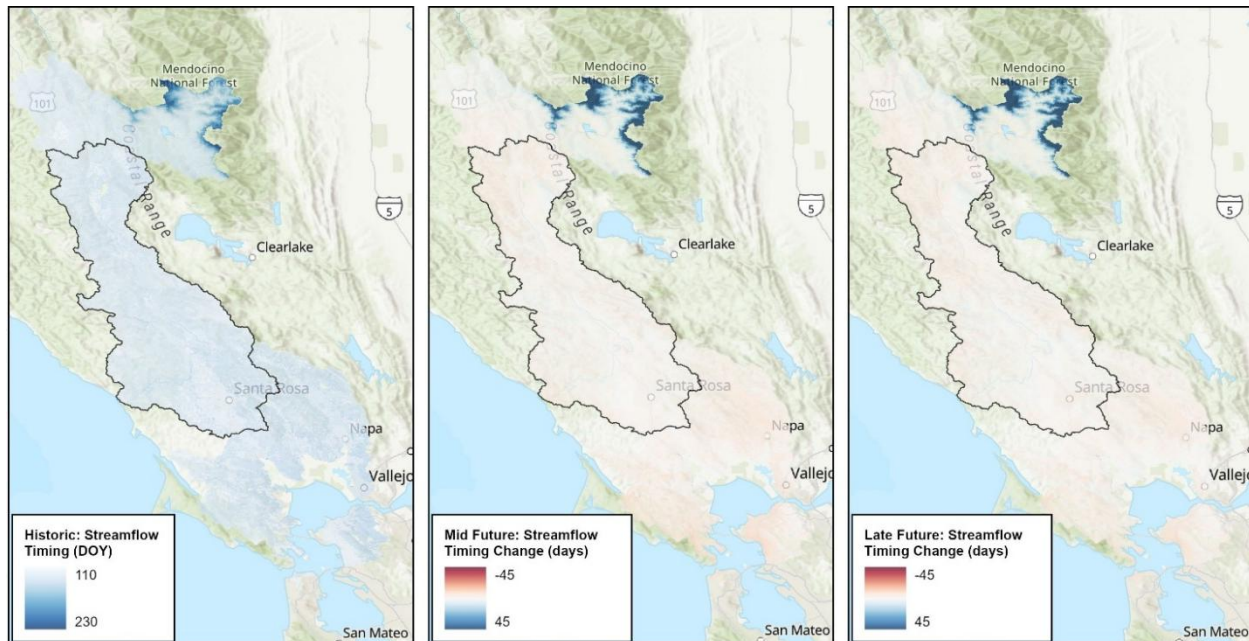 Mendocino
National Forest
101
Coastal Range
5
Clearlake
Santa Rosa
Napa
Vallejo
San Mateo
Historic: Streamflow
Timing (DOY)
110
230
Mendocino
National Forest
101
Coastal Range
5
Clearlake
Santa Rosa
Napa
Vallejo
San Mateo
Mid Future: Streamflow
Timing Change (days)
-45
45
Mendocino
National Forest
101
Coastal Range
5
Clearlake
Santa Rosa
Napa
Vallejo
San Mateo
Late Future: Streamflow
Timing Change (days)
-45
45